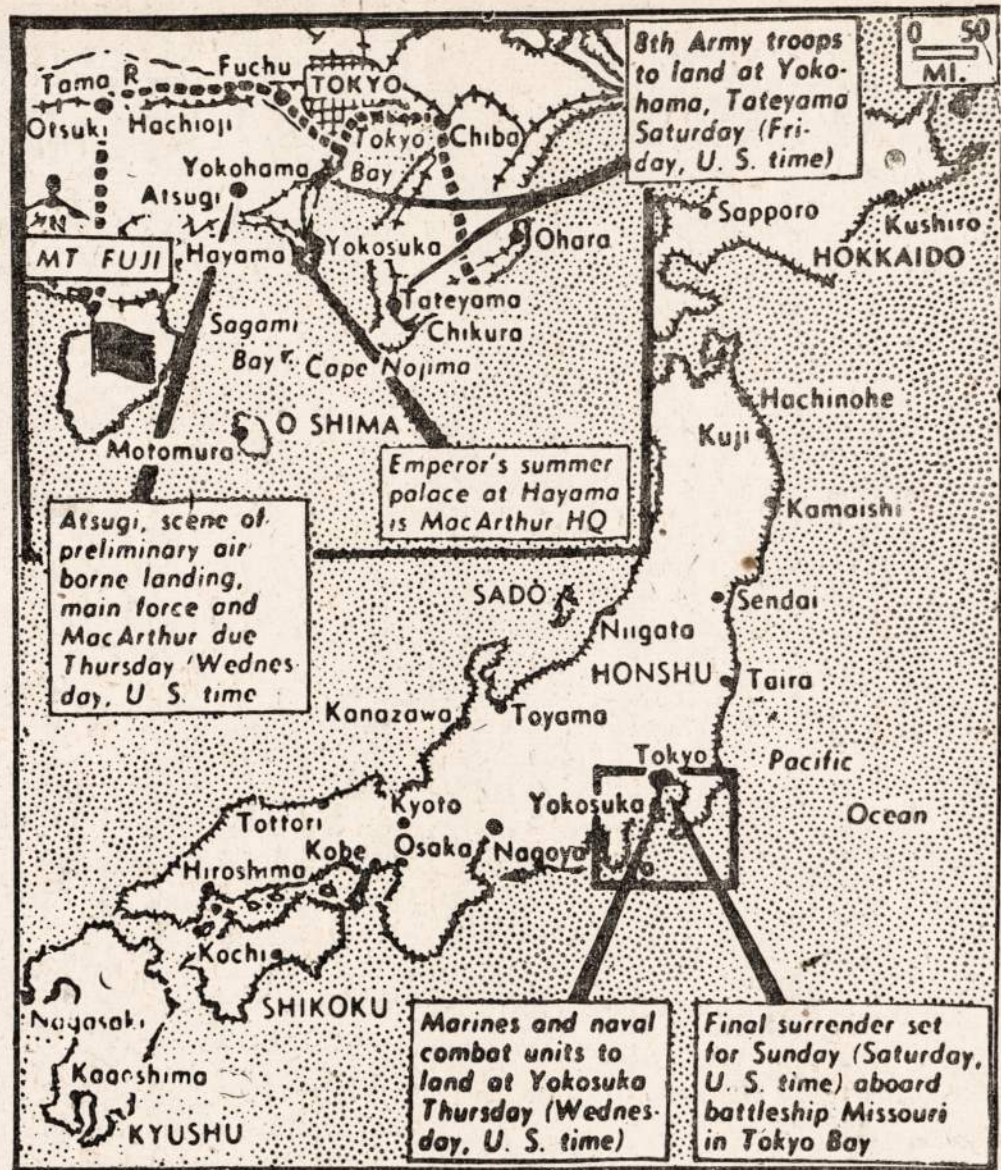 8th Army troops
to land at Yoko-
hama, Tateyama
Saturday (Fri-
day, U. S. time)
0 50
MI.
Tama R
Fuchu
TOKYO
Otsuki
Hachioji
Tokyo
Bay
Chiba
Yokohama
Atsugi
N
MT FUJI
Hayama
Yokosuka
Ohara
Tateyama
Chikura
Sagami
Bay
Cape Nojima
O SHIMA
Motomura
Emperor's summer
palace at Hayama
is MacArthur HQ
Atsugi, scene of
preliminary air
borne landing,
main force and
MacArthur due
Thursday (Wednes-
day, U S. time
Sapporo
Kushiro
HOKKAIDO
Hachinohe
Kuji
Kamaishi
SADO
Sendai
Niigata
HONSHU
Taira
Kanazawa
Toyama
Tokyo
Pacific
Ocean
Yokosuka
Kyoto
Tottori
Kobe
Osaka
Nagoya
Hiroshima
Kochi
SHIKOKU
Nagasaki
Kagoshima
KYUSHU
Marines and naval
combat units to
land at Yokosuka
Thursday (Wednes-
day, U. S. time)
Final surrender set
for Sunday (Saturday,
U. S. time) aboard
battleship Missouri
in Tokyo Bay